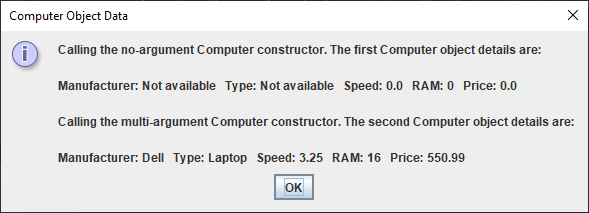 Computer Object Data
Calling the no-argument Computer constructor. The first Computer object details are:
Manufacturer: Not available   Type: Not available   Speed: 0.0   RAM: 0   Price: 0.0
Calling the multi-argument Computer constructor. The second Computer object details are:
Manufacturer: Dell   Type: Laptop   Speed: 3.25   RAM: 16   Price: 550.99
OK